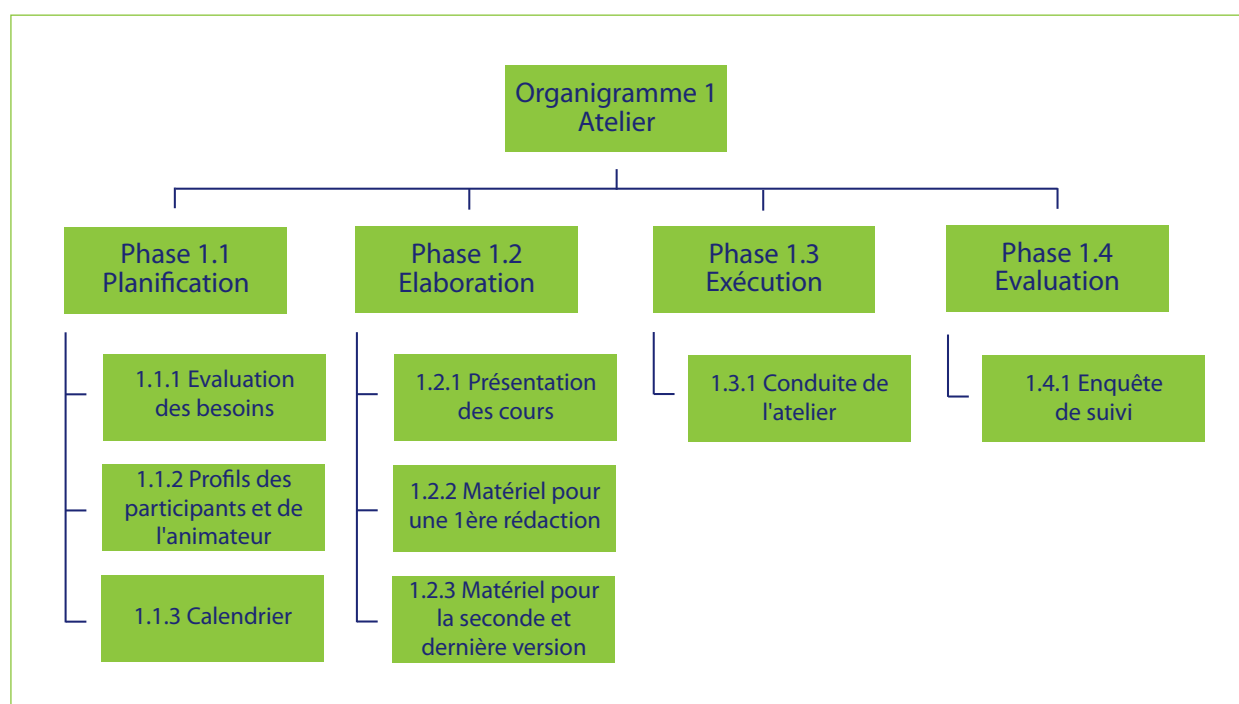 Organigramme 1
Atelier
Phase 1.1
Planification
Phase 1.2
Elaboration
Phase 1.3
Exécution
Phase 1.4
Evaluation
1.1.1 Evaluation
des besoins
1.1.2 Profils des
participants et de
l'animateur
1.1.3 Calendrier
1.2.1 Présentation
des cours
1.2.2 Matériel pour
une 1ère rédaction
1.2.3 Matériel pour
la seconde et
dernière version
1.3.1 Conduite de
l'atelier
1.4.1 Enquête
de suivi